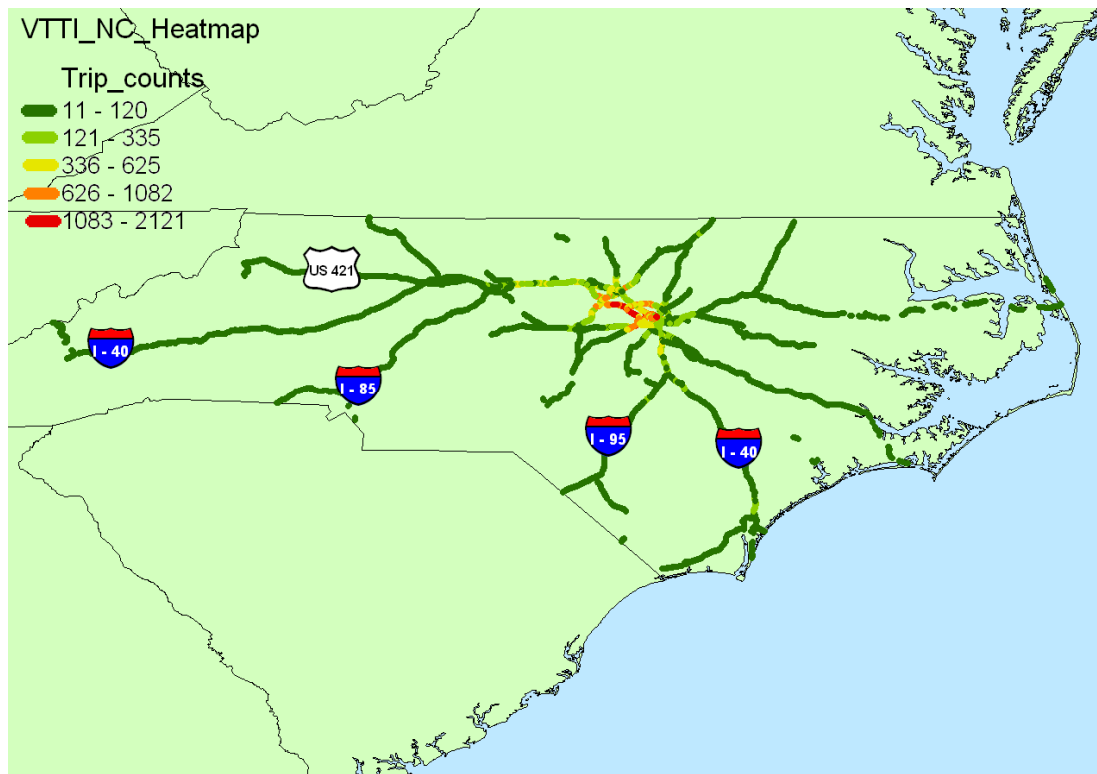 VTTI_NC_Heatmap
Trip_counts
11 - 120
121 - 335
336 - 625
626 - 1082
1083 - 2121
US 421
I - 40
I - 85
I - 95
I - 40